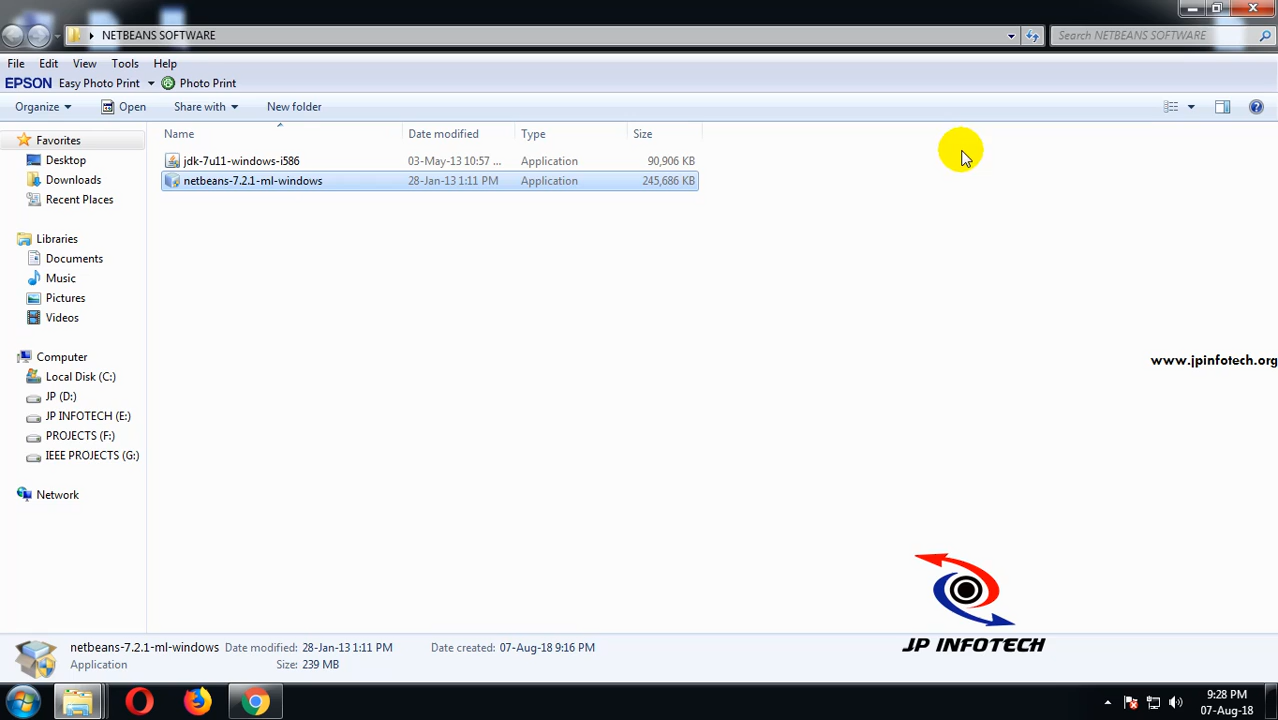 NETBEANS SOFTWARE
Search NETBEANS SOFTWARE
File Edit View Tools Help
EPSON Easy Photo Print Photo Print
Organize Open Share with New folder
Name Date modified Type Size
Favorites
Desktop
Downloads
Recent Places
Libraries
Documents
Music
Pictures
Videos
Computer
Local Disk (C:)
JP (D:)
JP INFOTECH (E:)
PROJECTS (F:)
IEEE PROJECTS (G:)
Network
jdk-7u11-windows-i586 03-May-13 10:57 ... Application 90,906 KB
netbeans-7.2.1-ml-windows 28-Jan-13 1:11 PM Application 245,686 KB
www.jpinfotech.org
JP INFOTECH
netbeans-7.2.1-ml-windows Date modified: 28-Jan-13 1:11 PM Date created: 07-Aug-18 9:16 PM
Application Size: 239 MB
9:28 PM
07-Aug-18